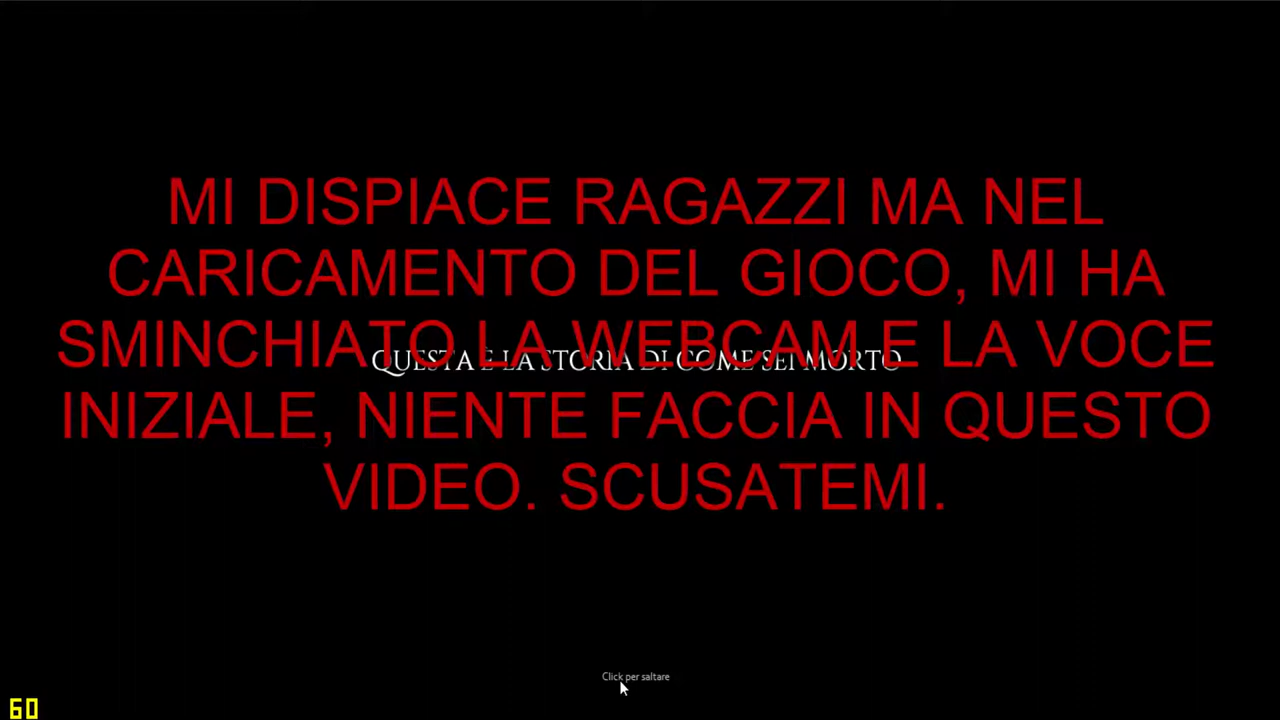 MI DISPIACE RAGAZZI MA NEL
CARICAMENTO DEL GIOCO, MI HA
SMINCHIATO LA WEBCAM E LA VOCE
QUESTA E LA STORIA DI COME SEI MORTO
INIZIALE, NIENTE FACCIA IN QUESTO
VIDEO. SCUSATEMI.
Click per saltare
60